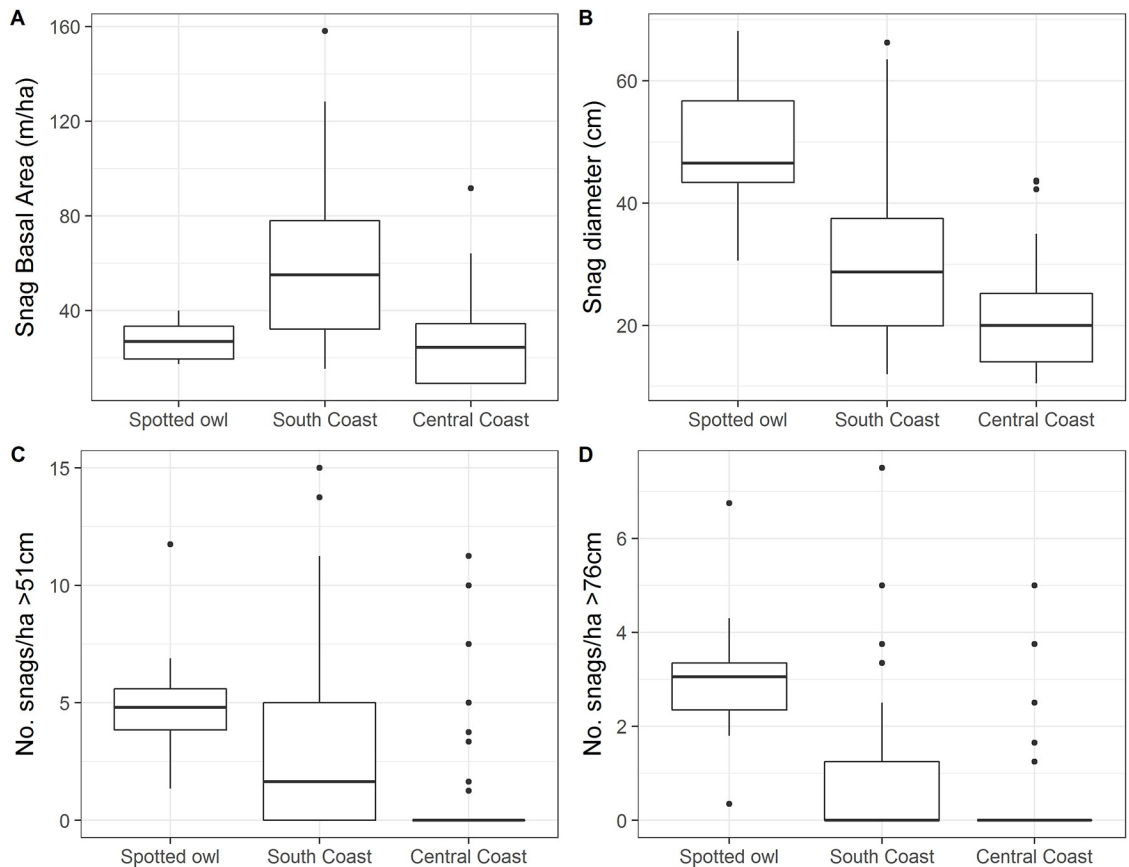 A
Snag Basal Area (m/ha)
160
120
80
40
Spotted owl South Coast Central Coast
B
Snag diameter (cm)
60
40
20
Spotted owl South Coast Central Coast
C
No. snags/ha >51cm
15
10
5
0
Spotted owl South Coast Central Coast
D
No. snags/ha >76cm
6
4
2
0
Spotted owl South Coast Central Coast